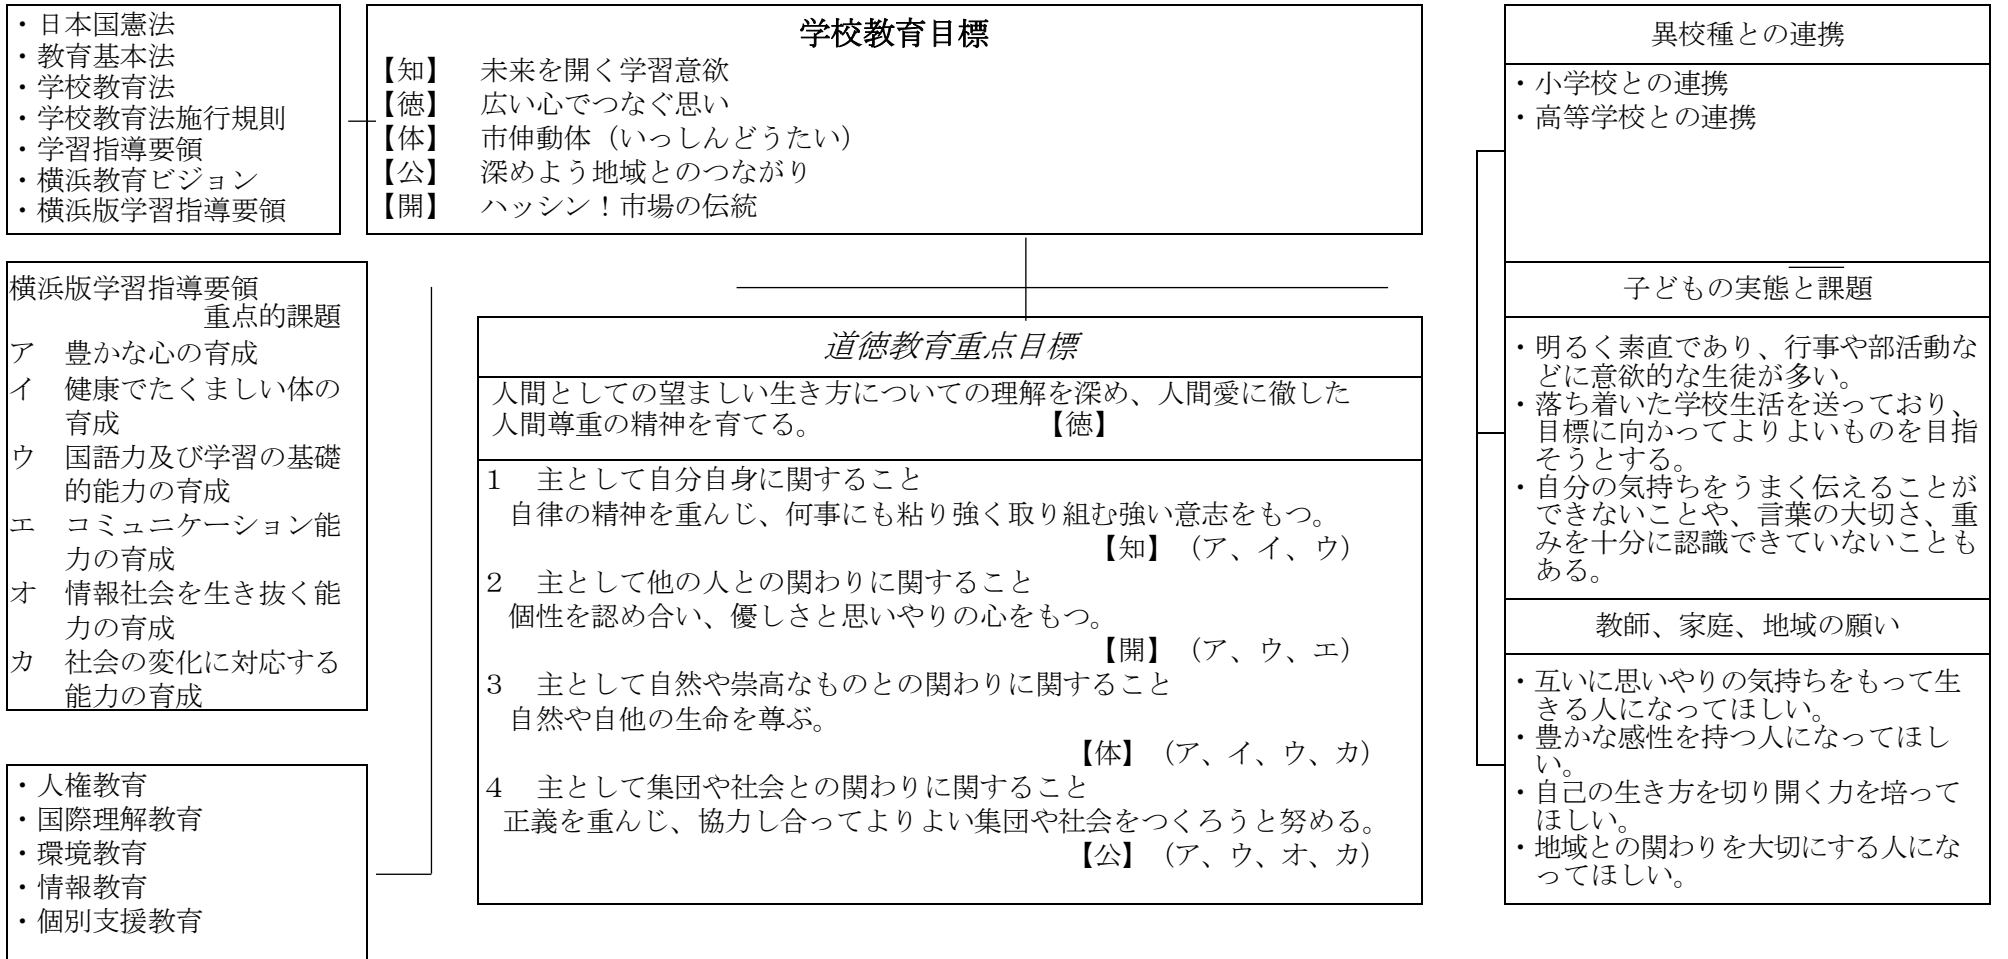 ・日本国憲法
・教育基本法
・学校教育法
・学校教育法施行規則
・学習指導要領
・横浜教育ビジョン
・横浜版学習指導要領
学校教育目標
【知】　未来を開く学習意欲
【徳】　広い心でつなぐ思い
【体】　市伸動体（いっしんどうたい）
【公】　深めよう地域とのつながり
【開】　ハッシン！市場の伝統
異校種との連携
・小学校との連携
・高等学校との連携
横浜版学習指導要領
重点的課題
ア　豊かな心の育成
イ　健康でたくましい体の
育成
ウ　国語力及び学習の基礎
的能力の育成
エ　コミュニケーション能
力の育成
オ　情報社会を生き抜く能
力の育成
カ　社会の変化に対応する
能力の育成
・人権教育
・国際理解教育
・環境教育
・情報教育
・個別支援教育
道徳教育重点目標
人間としての望ましい生き方についての理解を深め、人間愛に徹した
人間尊重の精神を育てる。　【徳】
１　主として自分自身に関すること
自律の精神を重んじ、何事にも粘り強く取り組む強い意志をもつ。
【知】（ア、イ、ウ）
２　主として他の人との関わりに関すること
個性を認め合い、優しさと思いやりの心をもつ。
【開】（ア、ウ、エ）
３　主として自然や崇高なものとの関わりに関すること
自然や自他の生命を尊ぶ。
【体】（ア、イ、ウ、カ）
４　主として集団や社会との関わりに関すること
正義を重んじ、協力し合ってよりよい集団や社会をつくろうと努める。
【公】（ア、ウ、オ、カ）
子どもの実態と課題
・明るく素直であり、行事や部活動な
どに意欲的な生徒が多い。
・落ち着いた学校生活を送っており、
目標に向かってよりよいものを目指
そうとする。
・自分の気持ちをうまく伝えることが
できないことや、言葉の大切さ、重
みを十分に認識できていないことも
ある。
教師、家庭、地域の願い
・互いに思いやりの気持ちをもって生
きる人になってほしい。
・豊かな感性を持つ人になってほし
い。
・自己の生き方を切り開く力を培って
ほしい。
・地域との関わりを大切にする人にな
ってほしい。